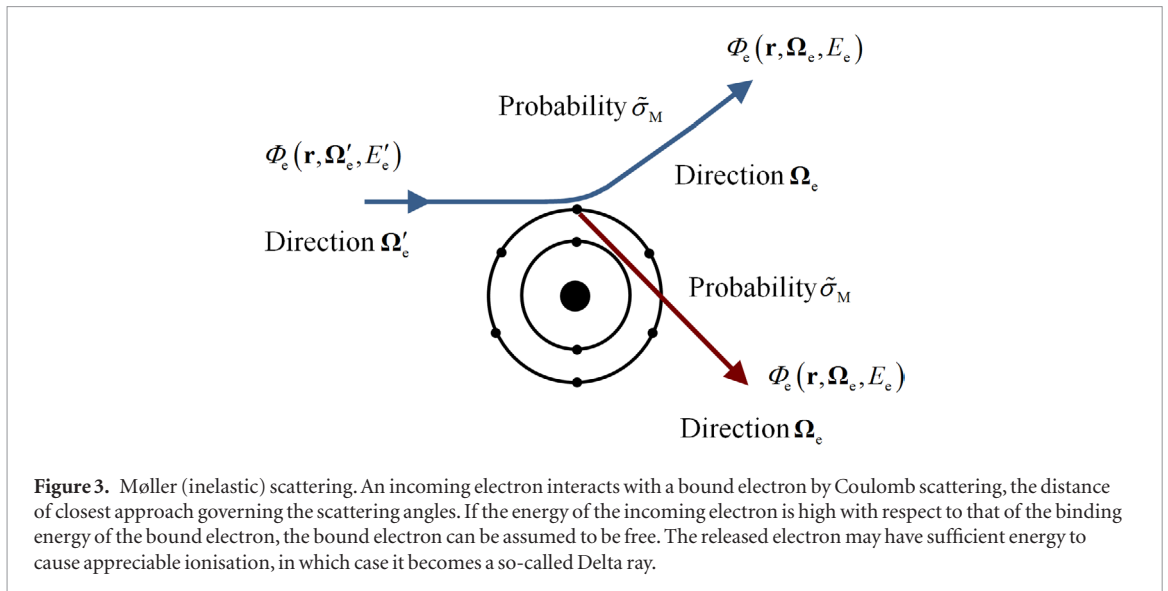 Φₑ(r, Ωₑ, Eₑ)
Probability σ̃_M
Φₑ(r, Ω′ₑ, E′ₑ)
Direction Ωₑ
Direction Ω′ₑ
Probability σ̃_M
Φₑ(r, Ωₑ, Eₑ)
Direction Ωₑ
Figure 3. Møller (inelastic) scattering. An incoming electron interacts with a bound electron by Coulomb scattering, the distance
of closest approach governing the scattering angles. If the energy of the incoming electron is high with respect to that of the binding
energy of the bound electron, the bound electron can be assumed to be free. The released electron may have sufficient energy to
cause appreciable ionisation, in which case it becomes a so-called Delta ray.